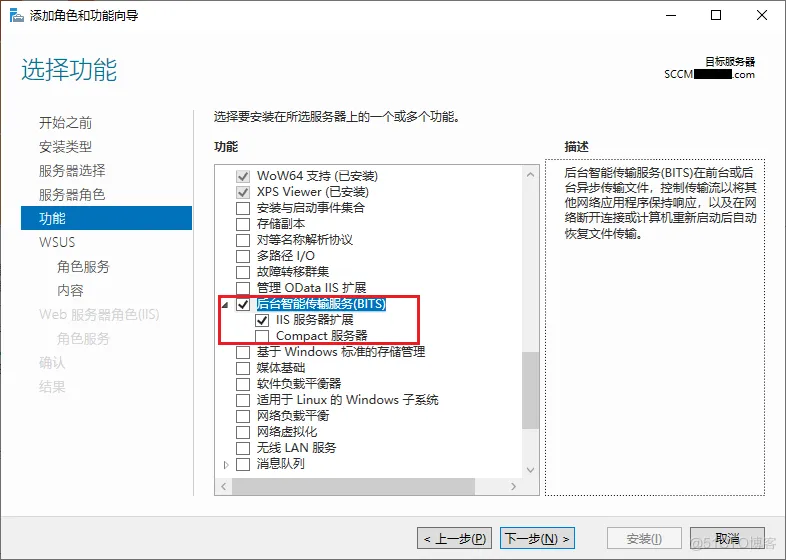 添加角色和功能向导
选择功能
目标服务器
SCCM
.com
开始之前
安装类型
服务器选择
服务器角色
功能
WSUS
角色服务
内容
Web 服务器角色(IIS)
角色服务
确认
结果
选择要安装在所选服务器上的一个或多个功能。
功能
WoW64 支持 (已安装)
XPS Viewer (已安装)
安装与启动事件集合
存储副本
对等名称解析协议
多路径 I/O
故障转移群集
管理 OData IIS 扩展
后台智能传输服务(BITS)
IIS 服务器扩展
Compact 服务器
基于 Windows 标准的存储管理
媒体基础
软件负载平衡器
适用于 Linux 的 Windows 子系统
网络负载平衡
网络虚拟化
无线 LAN 服务
消息队列
描述
后台智能传输服务(BITS)在前台或后
台异步传输文件，控制传输流以将其
他网络应用程序保持响应，以及在网
络断开连接或计算机重新启动后自动
恢复文件传输。
< 上一步(P)
下一步(N) >
安装(I)
取消
@51CTO博客